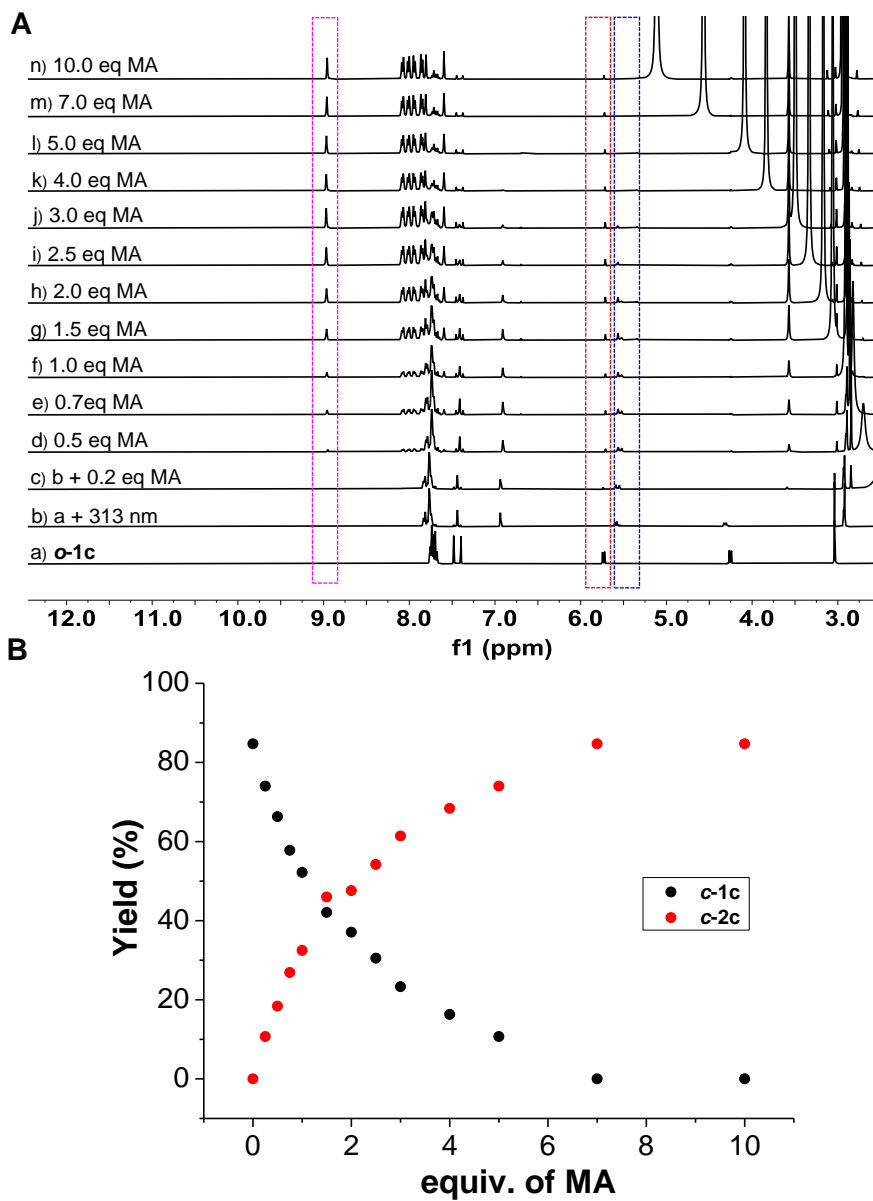 A
n) 10.0 eq MA
m) 7.0 eq MA
l) 5.0 eq MA
k) 4.0 eq MA
j) 3.0 eq MA
i) 2.5 eq MA
h) 2.0 eq MA
g) 1.5 eq MA
f) 1.0 eq MA
e) 0.7eq MA
d) 0.5 eq MA
c) b + 0.2 eq MA
b) a + 313 nm
a) o-1c
12.0 11.0 10.0 9.0 8.0 7.0 6.0 5.0 4.0 3.0
f1 (ppm)
B
100
80
60
40
20
0
Yield (%)
c-1c
c-2c
0 2 4 6 8 10
equiv. of MA